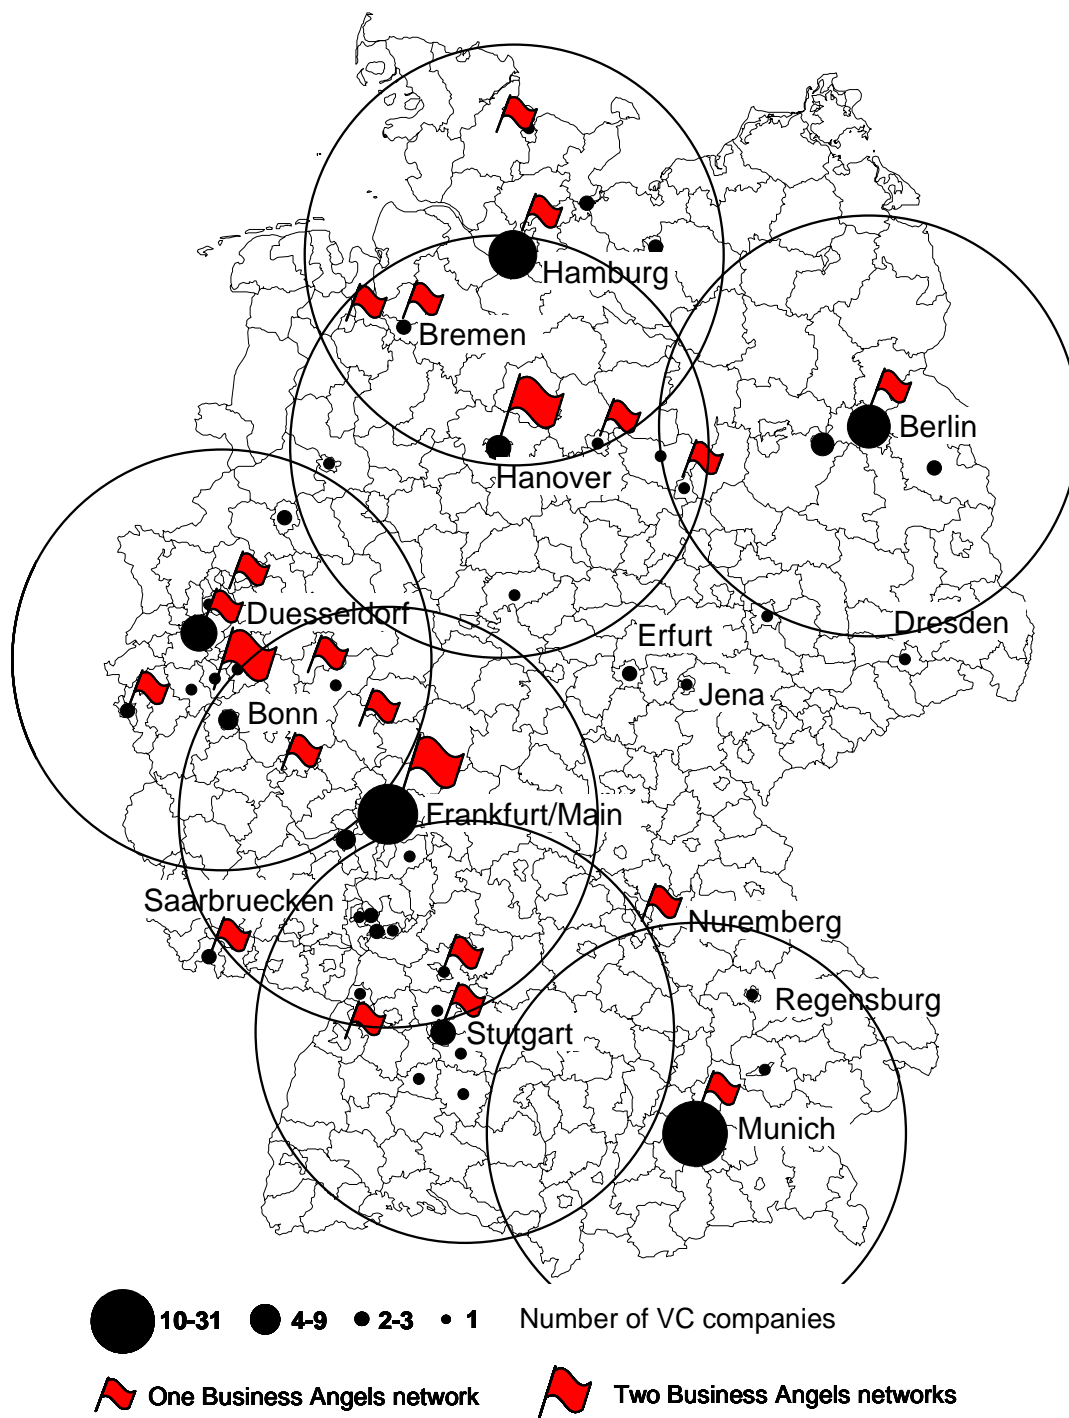 Hamburg
Bremen
Berlin
Hanover
Duesseldorf
Dresden
Erfurt
Jena
Bonn
Frankfurt/Main
Saarbruecken
Nuremberg
Regensburg
Stutgart
Munich
10-31 4-9 2-3 1 Number of VC companies
One Business Angels network Two Business Angels networks